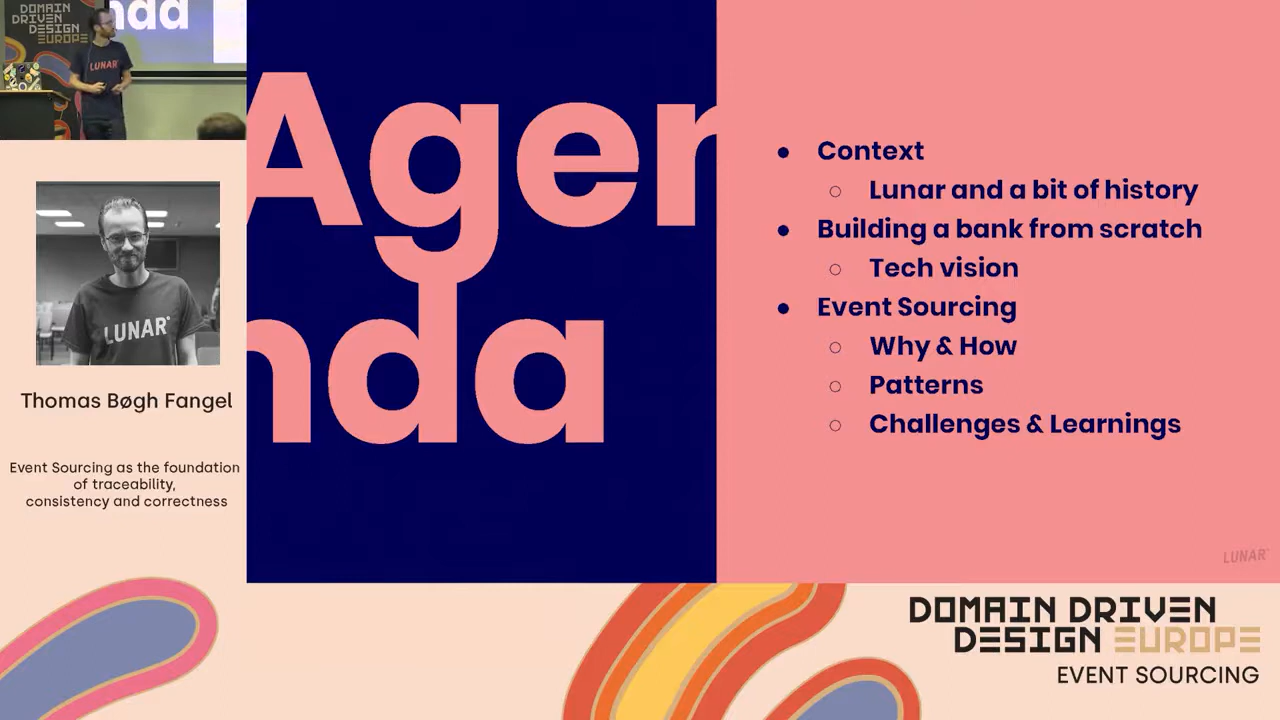 DOMAIN
DRIVEN
DESIGN
EUROPE
nda
LUNAR°
LUNAR°
Thomas Bøgh Fangel
Event Sourcing as the foundation
of traceability,
consistency and correctness
Agen
nda
● Context
○ Lunar and a bit of history
● Building a bank from scratch
○ Tech vision
● Event Sourcing
○ Why & How
○ Patterns
○ Challenges & Learnings
LUNAR°
DOMAIN DRIVEN
DESIGN EUROPE
EVENT SOURCING